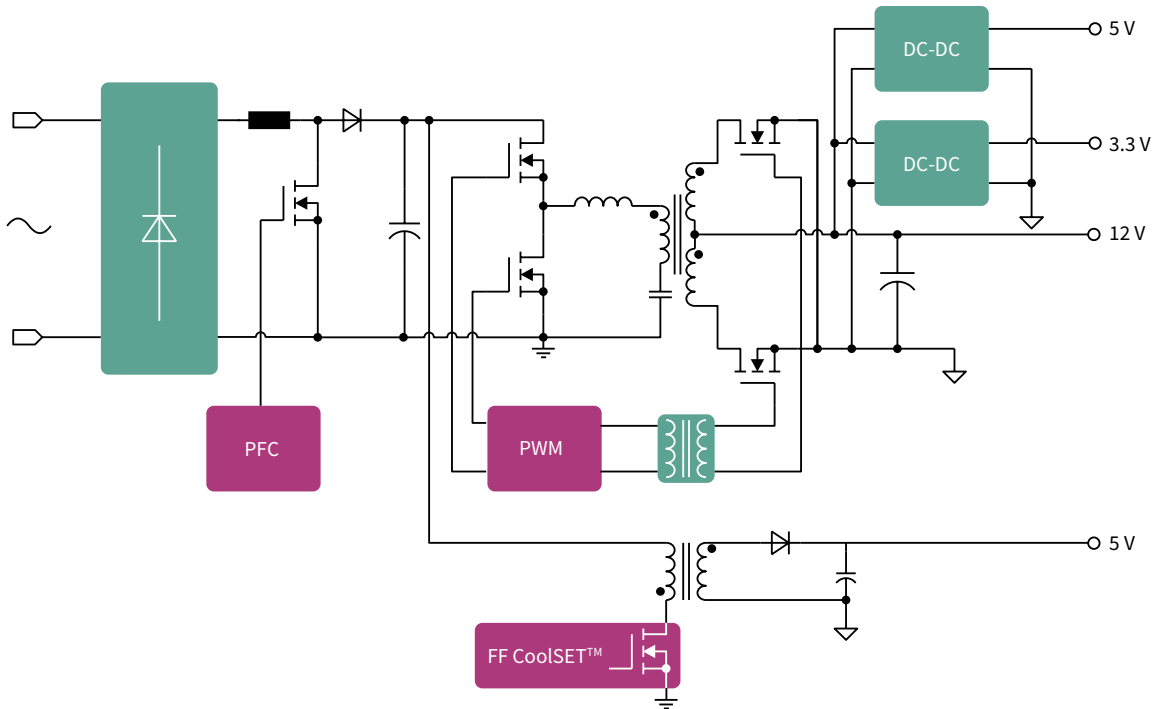 5 V
DC-DC
3.3 V
DC-DC
12 V
PFC
PWM
5 V
FF CoolSET™